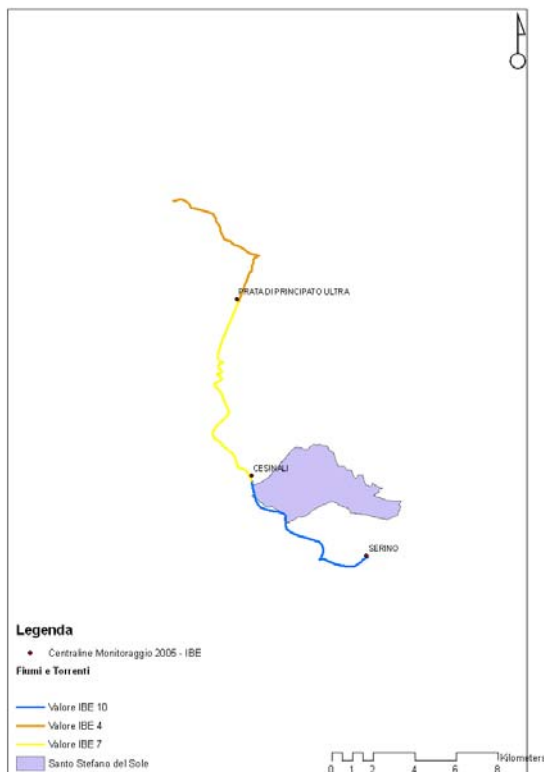 PRATA DI PRINCIPATO ULTRA
CESINALI
SERINO
Legenda
Centraline Monitoraggio 2005 - IBE
Fiumi e Torrenti
Valore IBE 10
Valore IBE 4
Valore IBE 7
Santo Stefano del Sole
Kilometers
0 1 2 4 6 8